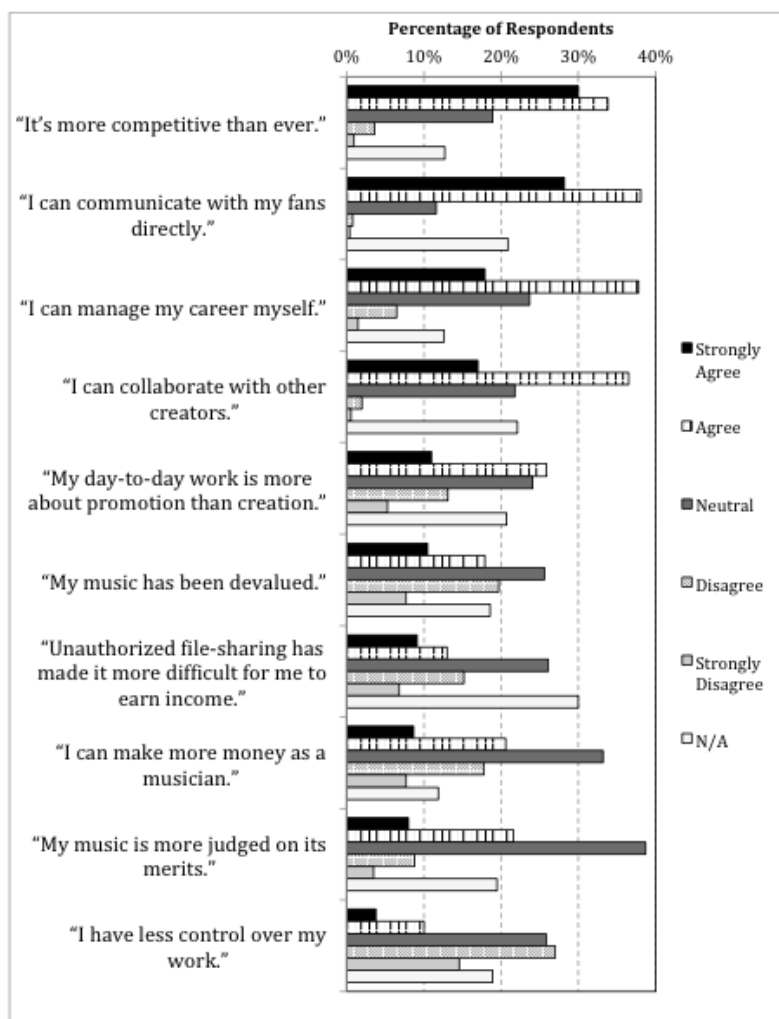 Percentage of Respondents
0% 10% 20% 30% 40%
“It’s more competitive than ever.”
“I can communicate with my fans
directly.”
“I can manage my career myself.”
“I can collaborate with other
creators.”
“My day-to-day work is more
about promotion than creation.”
“My music has been devalued.”
“Unauthorized file-sharing has
made it more difficult for me to
earn income.”
“I can make more money as a
musician.”
“My music is more judged on its
merits.”
“I have less control over my
work.”
Strongly
Agree
Agree
Neutral
Disagree
Strongly
Disagree
N/A